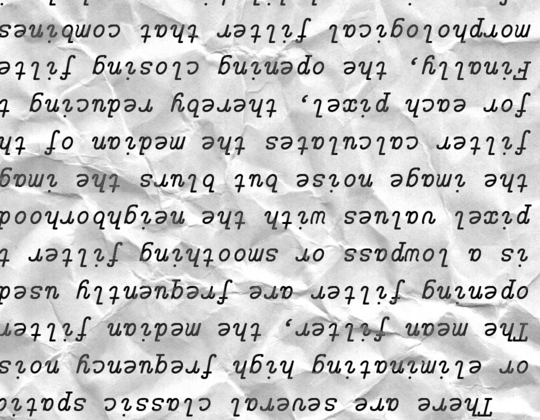 There are several classic spatia
or eliminating high frequency nois
The mean filter, the median filter
opening filter are frequently used
is a lowpass or smoothing filter t
pixel values with the neighborhood
the image noise but blurs the imag
filter calculates the median of th
for each pixel, thereby reducing t
Finally, the opening closing filte
morphological filter that combines